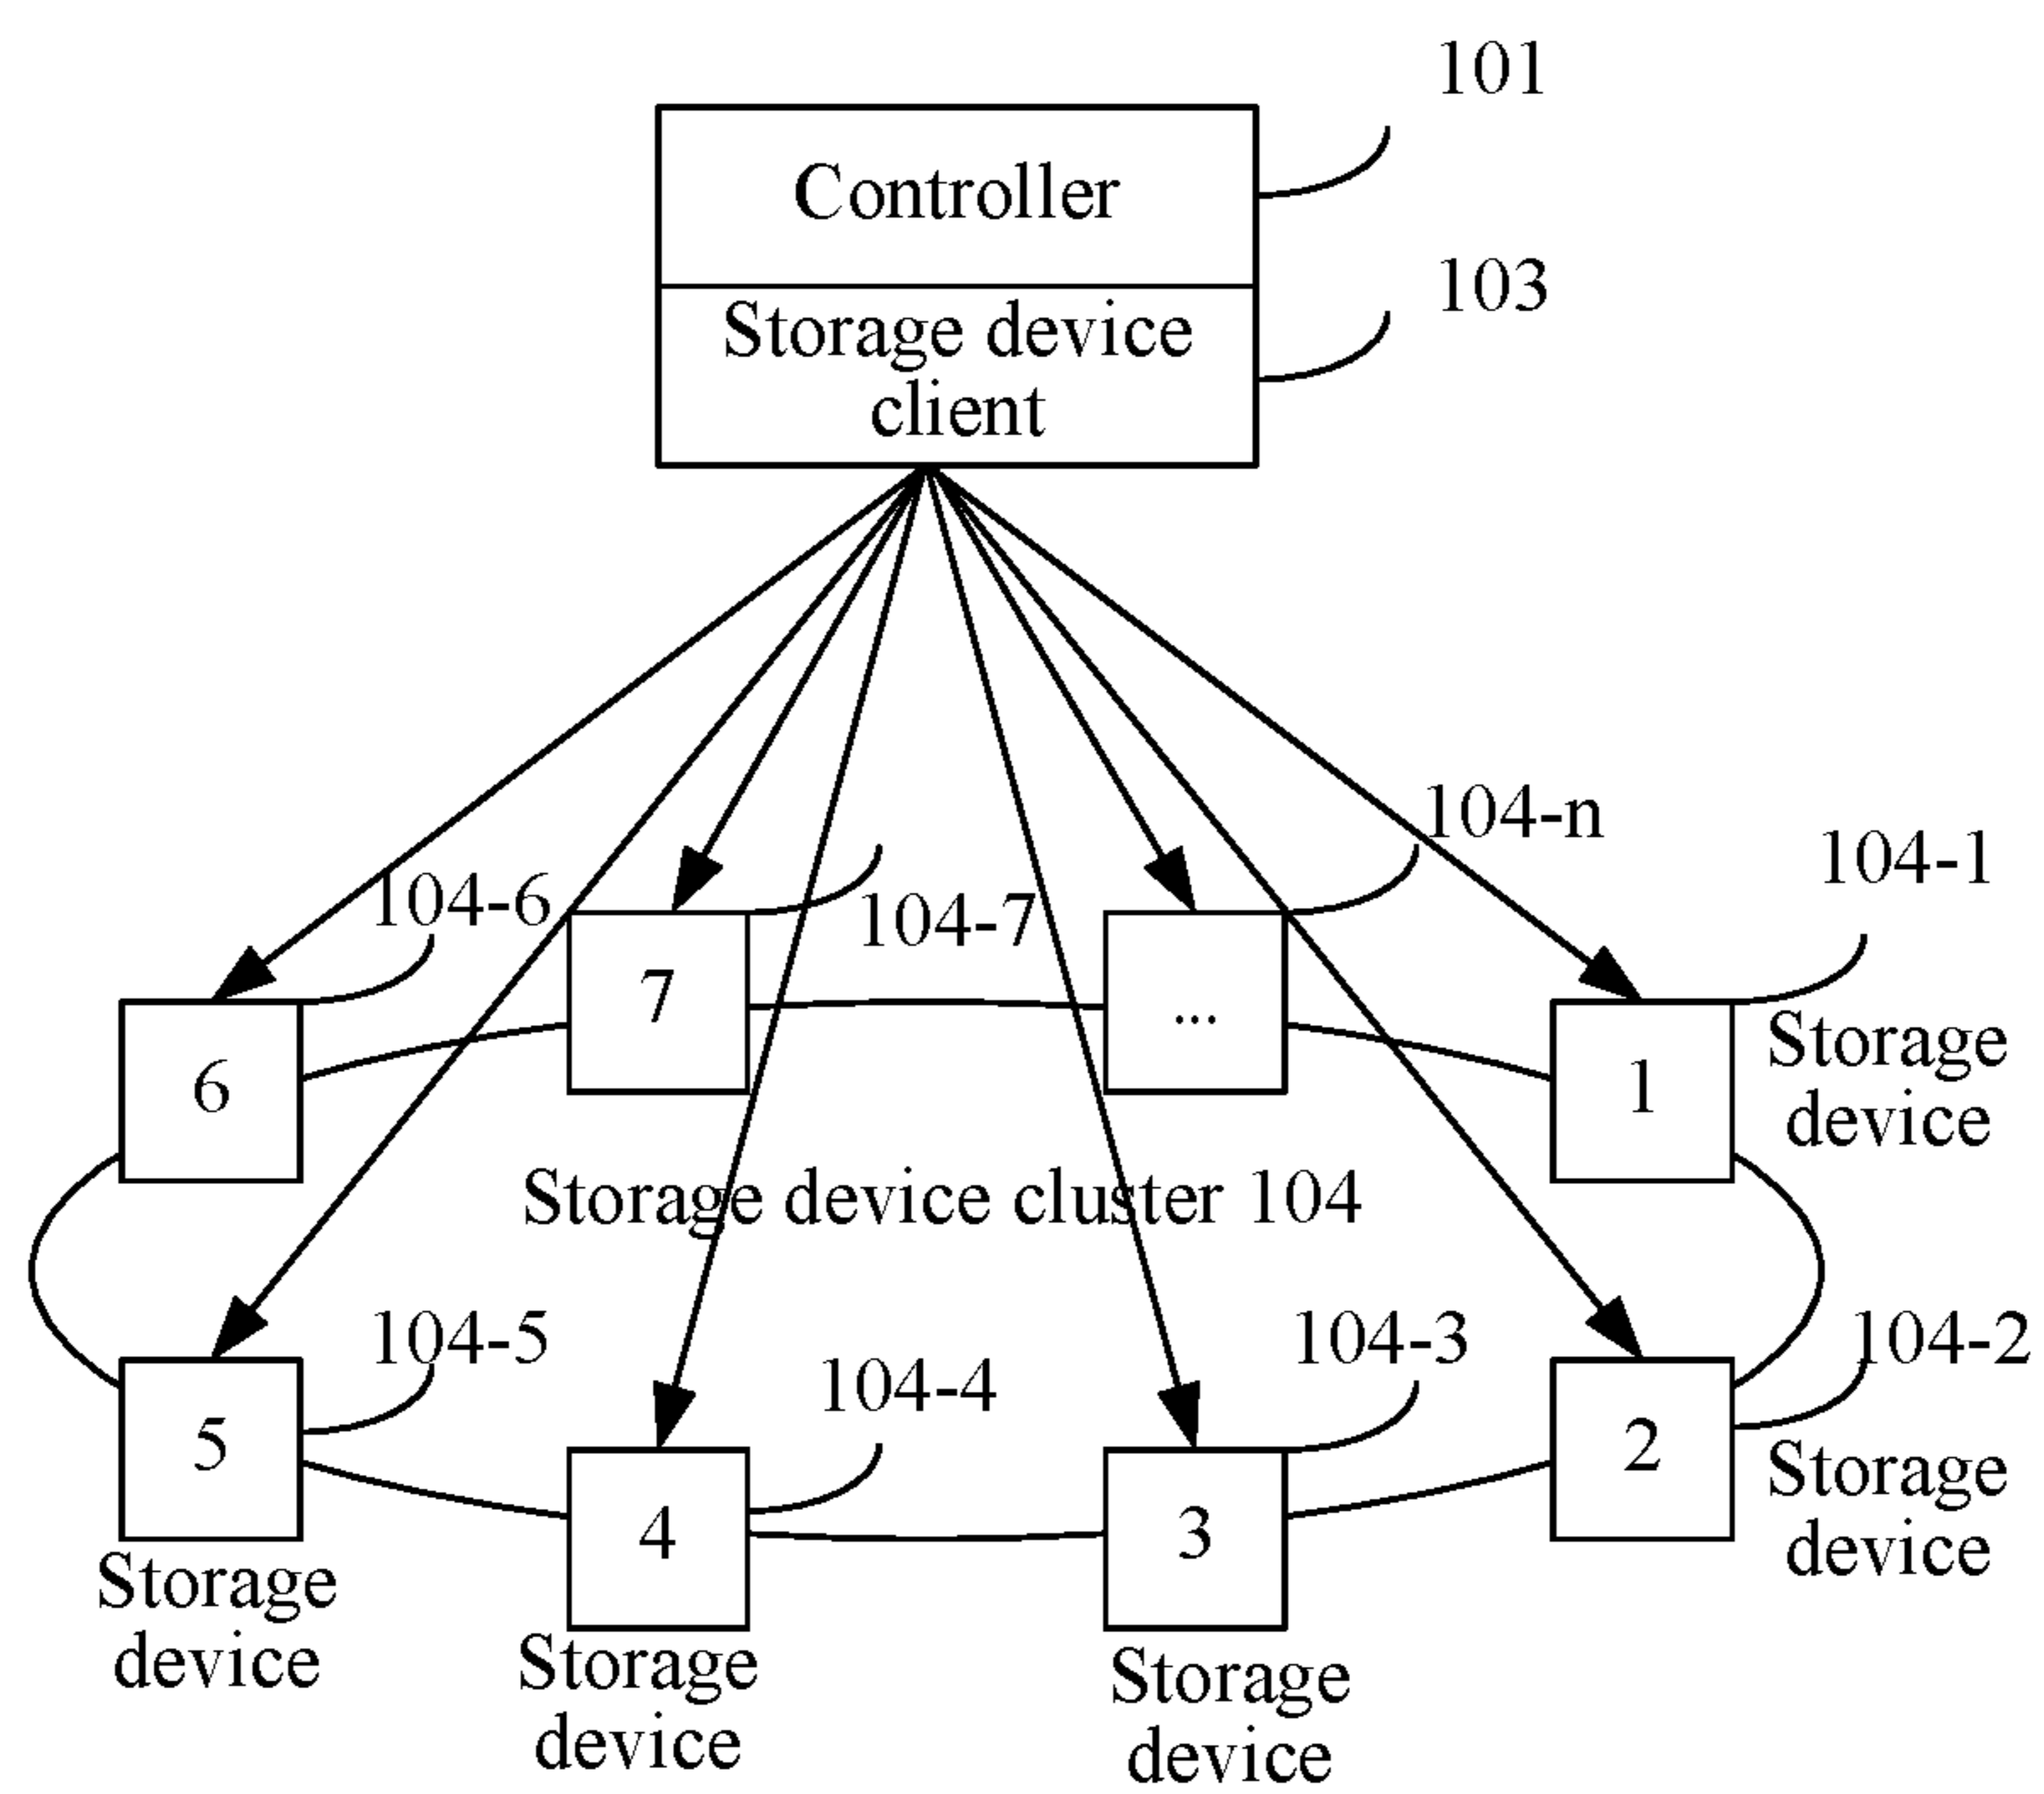 101
Controller
103
Storage device
client
104-n
104-1
104-6
104-7
7
...
6
1
Storage
device
Storage device cluster 104
104-5
104-4
104-3
104-2
5
4
3
2
Storage
device
Storage
device
Storage
device
Storage
device